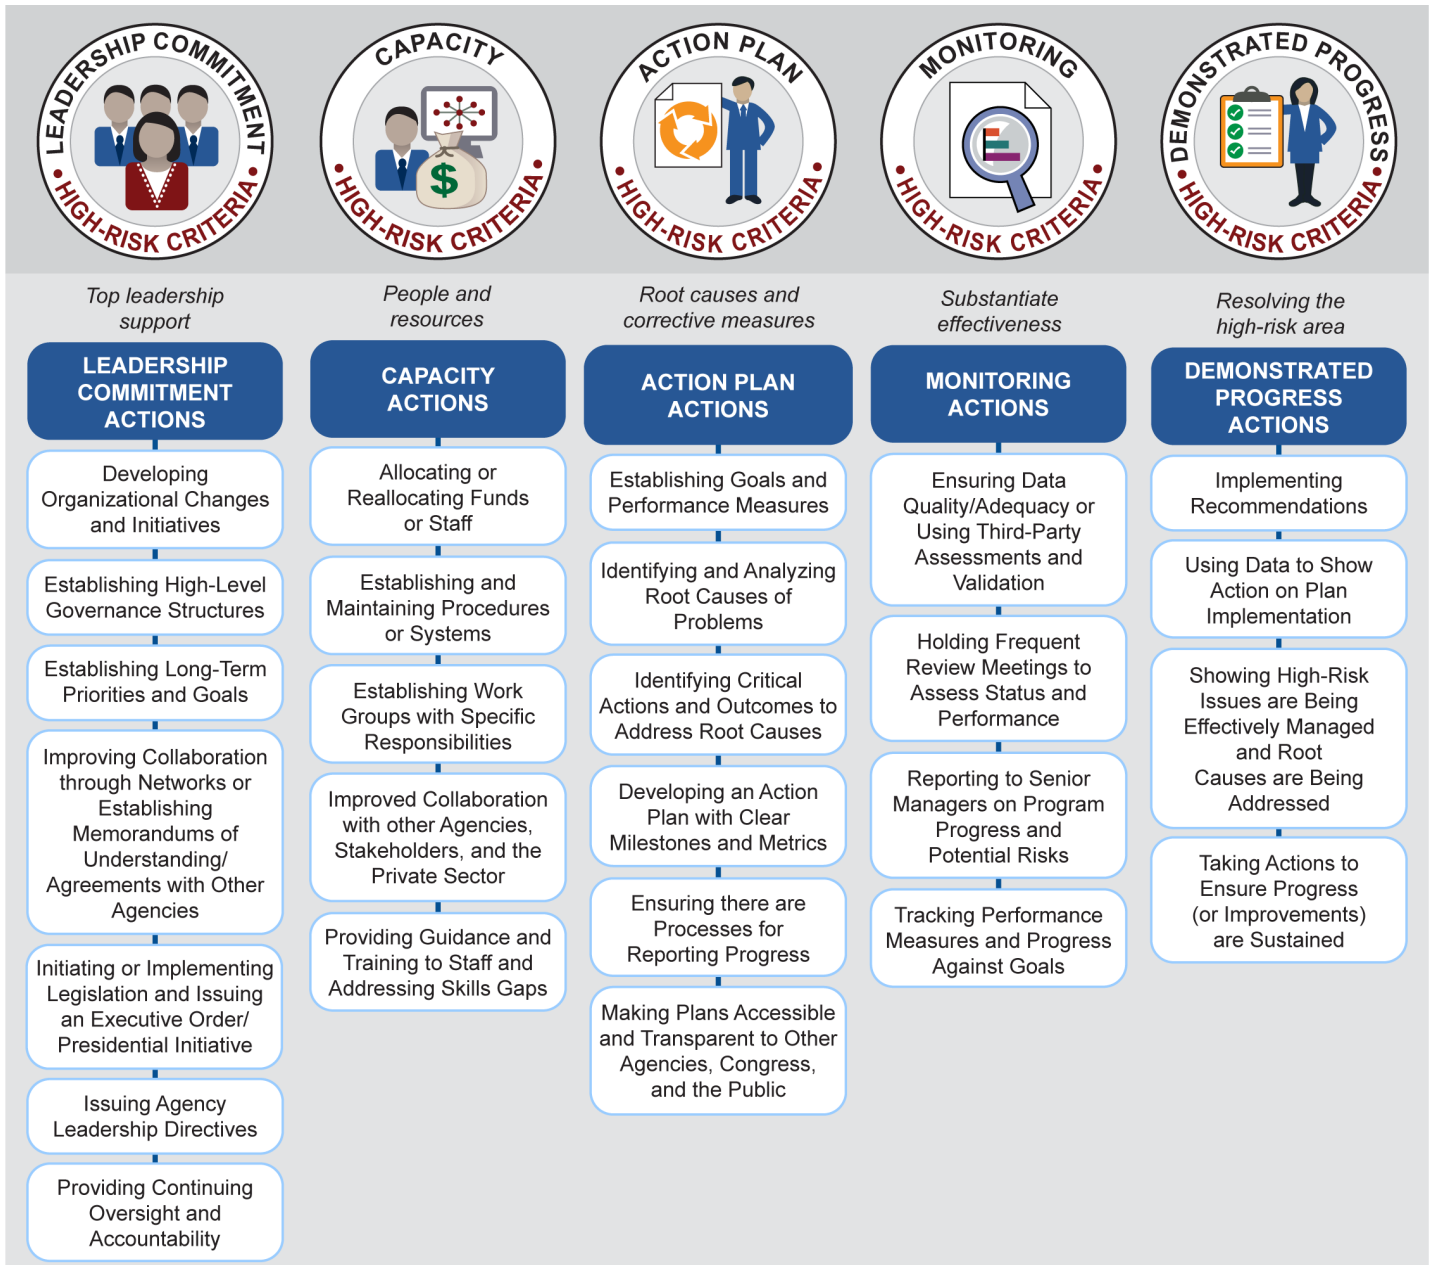 LEADERSHIP COMMITMENT
HIGH-RISK CRITERIA
CAPACITY
$
HIGH-RISK CRITERIA
ACTION PLAN
HIGH-RISK CRITERIA
MONITORING
HIGH-RISK CRITERIA
DEMONSTRATED PROGRESS
HIGH-RISK CRITERIA
Top leadership
support
LEADERSHIP
COMMITMENT
ACTIONS
Developing
Organizational Changes
and Initiatives
Establishing High-Level
Governance Structures
Establishing Long-Term
Priorities and Goals
Improving Collaboration
through Networks or
Establishing
Memorandums of
Understanding/
Agreements with Other
Agencies
Initiating or Implementing
Legislation and Issuing
an Executive Order/
Presidential Initiative
Issuing Agency
Leadership Directives
Providing Continuing
Oversight and
Accountability
People and
resources
CAPACITY
ACTIONS
Allocating or
Reallocating Funds
or Staff
Establishing and
Maintaining Procedures
or Systems
Establishing Work
Groups with Specific
Responsibilities
Improved Collaboration
with other Agencies,
Stakeholders, and the
Private Sector
Providing Guidance and
Training to Staff and
Addressing Skills Gaps
Root causes and
corrective measures
ACTION PLAN
ACTIONS
Establishing Goals and
Performance Measures
Identifying and Analyzing
Root Causes of
Problems
Identifying Critical
Actions and Outcomes to
Address Root Causes
Developing an Action
Plan with Clear
Milestones and Metrics
Ensuring there are
Processes for
Reporting Progress
Making Plans Accessible
and Transparent to Other
Agencies, Congress,
and the Public
Substantiate
effectiveness
MONITORING
ACTIONS
Ensuring Data
Quality/Adequacy or
Using Third-Party
Assessments and
Validation
Holding Frequent
Review Meetings to
Assess Status and
Performance
Reporting to Senior
Managers on Program
Progress and
Potential Risks
Tracking Performance
Measures and Progress
Against Goals
Resolving the
high-risk area
DEMONSTRATED
PROGRESS
ACTIONS
Implementing
Recommendations
Using Data to Show
Action on Plan
Implementation
Showing High-Risk
Issues are Being
Effectively Managed
and Root
Causes are Being
Addressed
Taking Actions to
Ensure Progress
(or Improvements)
are Sustained